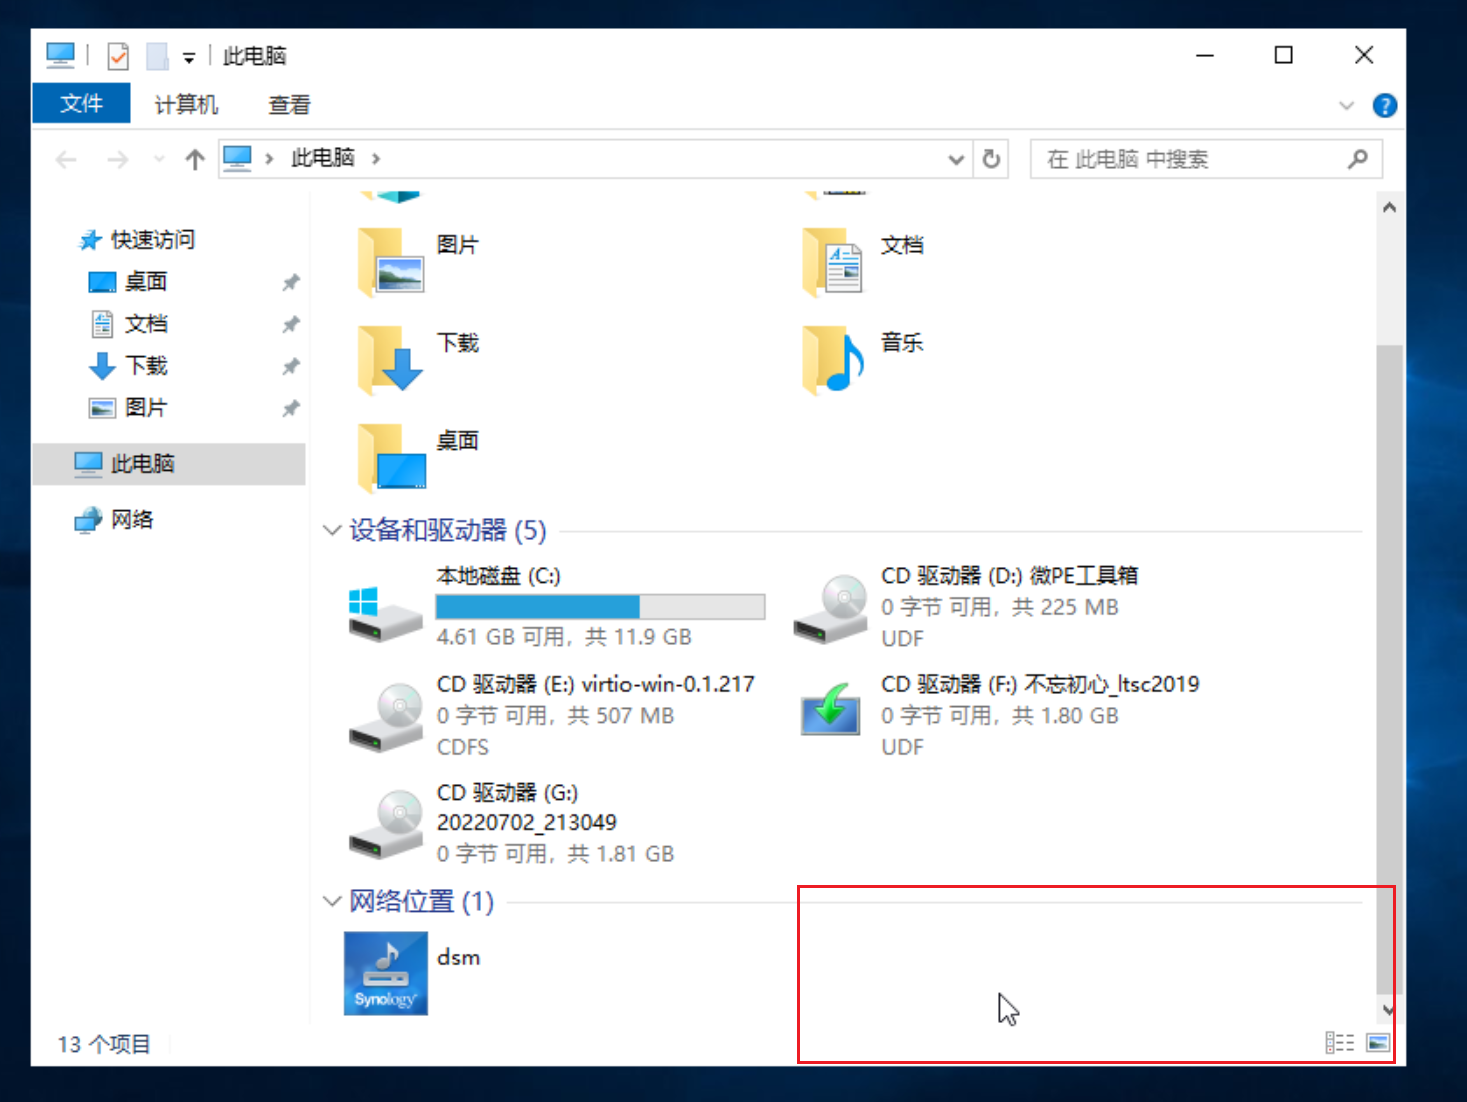 此电脑
文件 计算机 查看
此电脑 在 此电脑 中搜索
快速访问
桌面
文档
下载
图片
此电脑
网络
图片 文档
下载 音乐
桌面
设备和驱动器 (5)
本地磁盘 (C:)
4.61 GB 可用，共 11.9 GB
CD 驱动器 (D:) 微PE工具箱
0 字节 可用，共 225 MB
UDF
CD 驱动器 (E:) virtio-win-0.1.217
0 字节 可用，共 507 MB
CDFS
CD 驱动器 (F:) 不忘初心_ltsc2019
0 字节 可用，共 1.80 GB
UDF
CD 驱动器 (G:)
20220702_213049
0 字节 可用，共 1.81 GB
网络位置 (1)
Synology
dsm
13 个项目